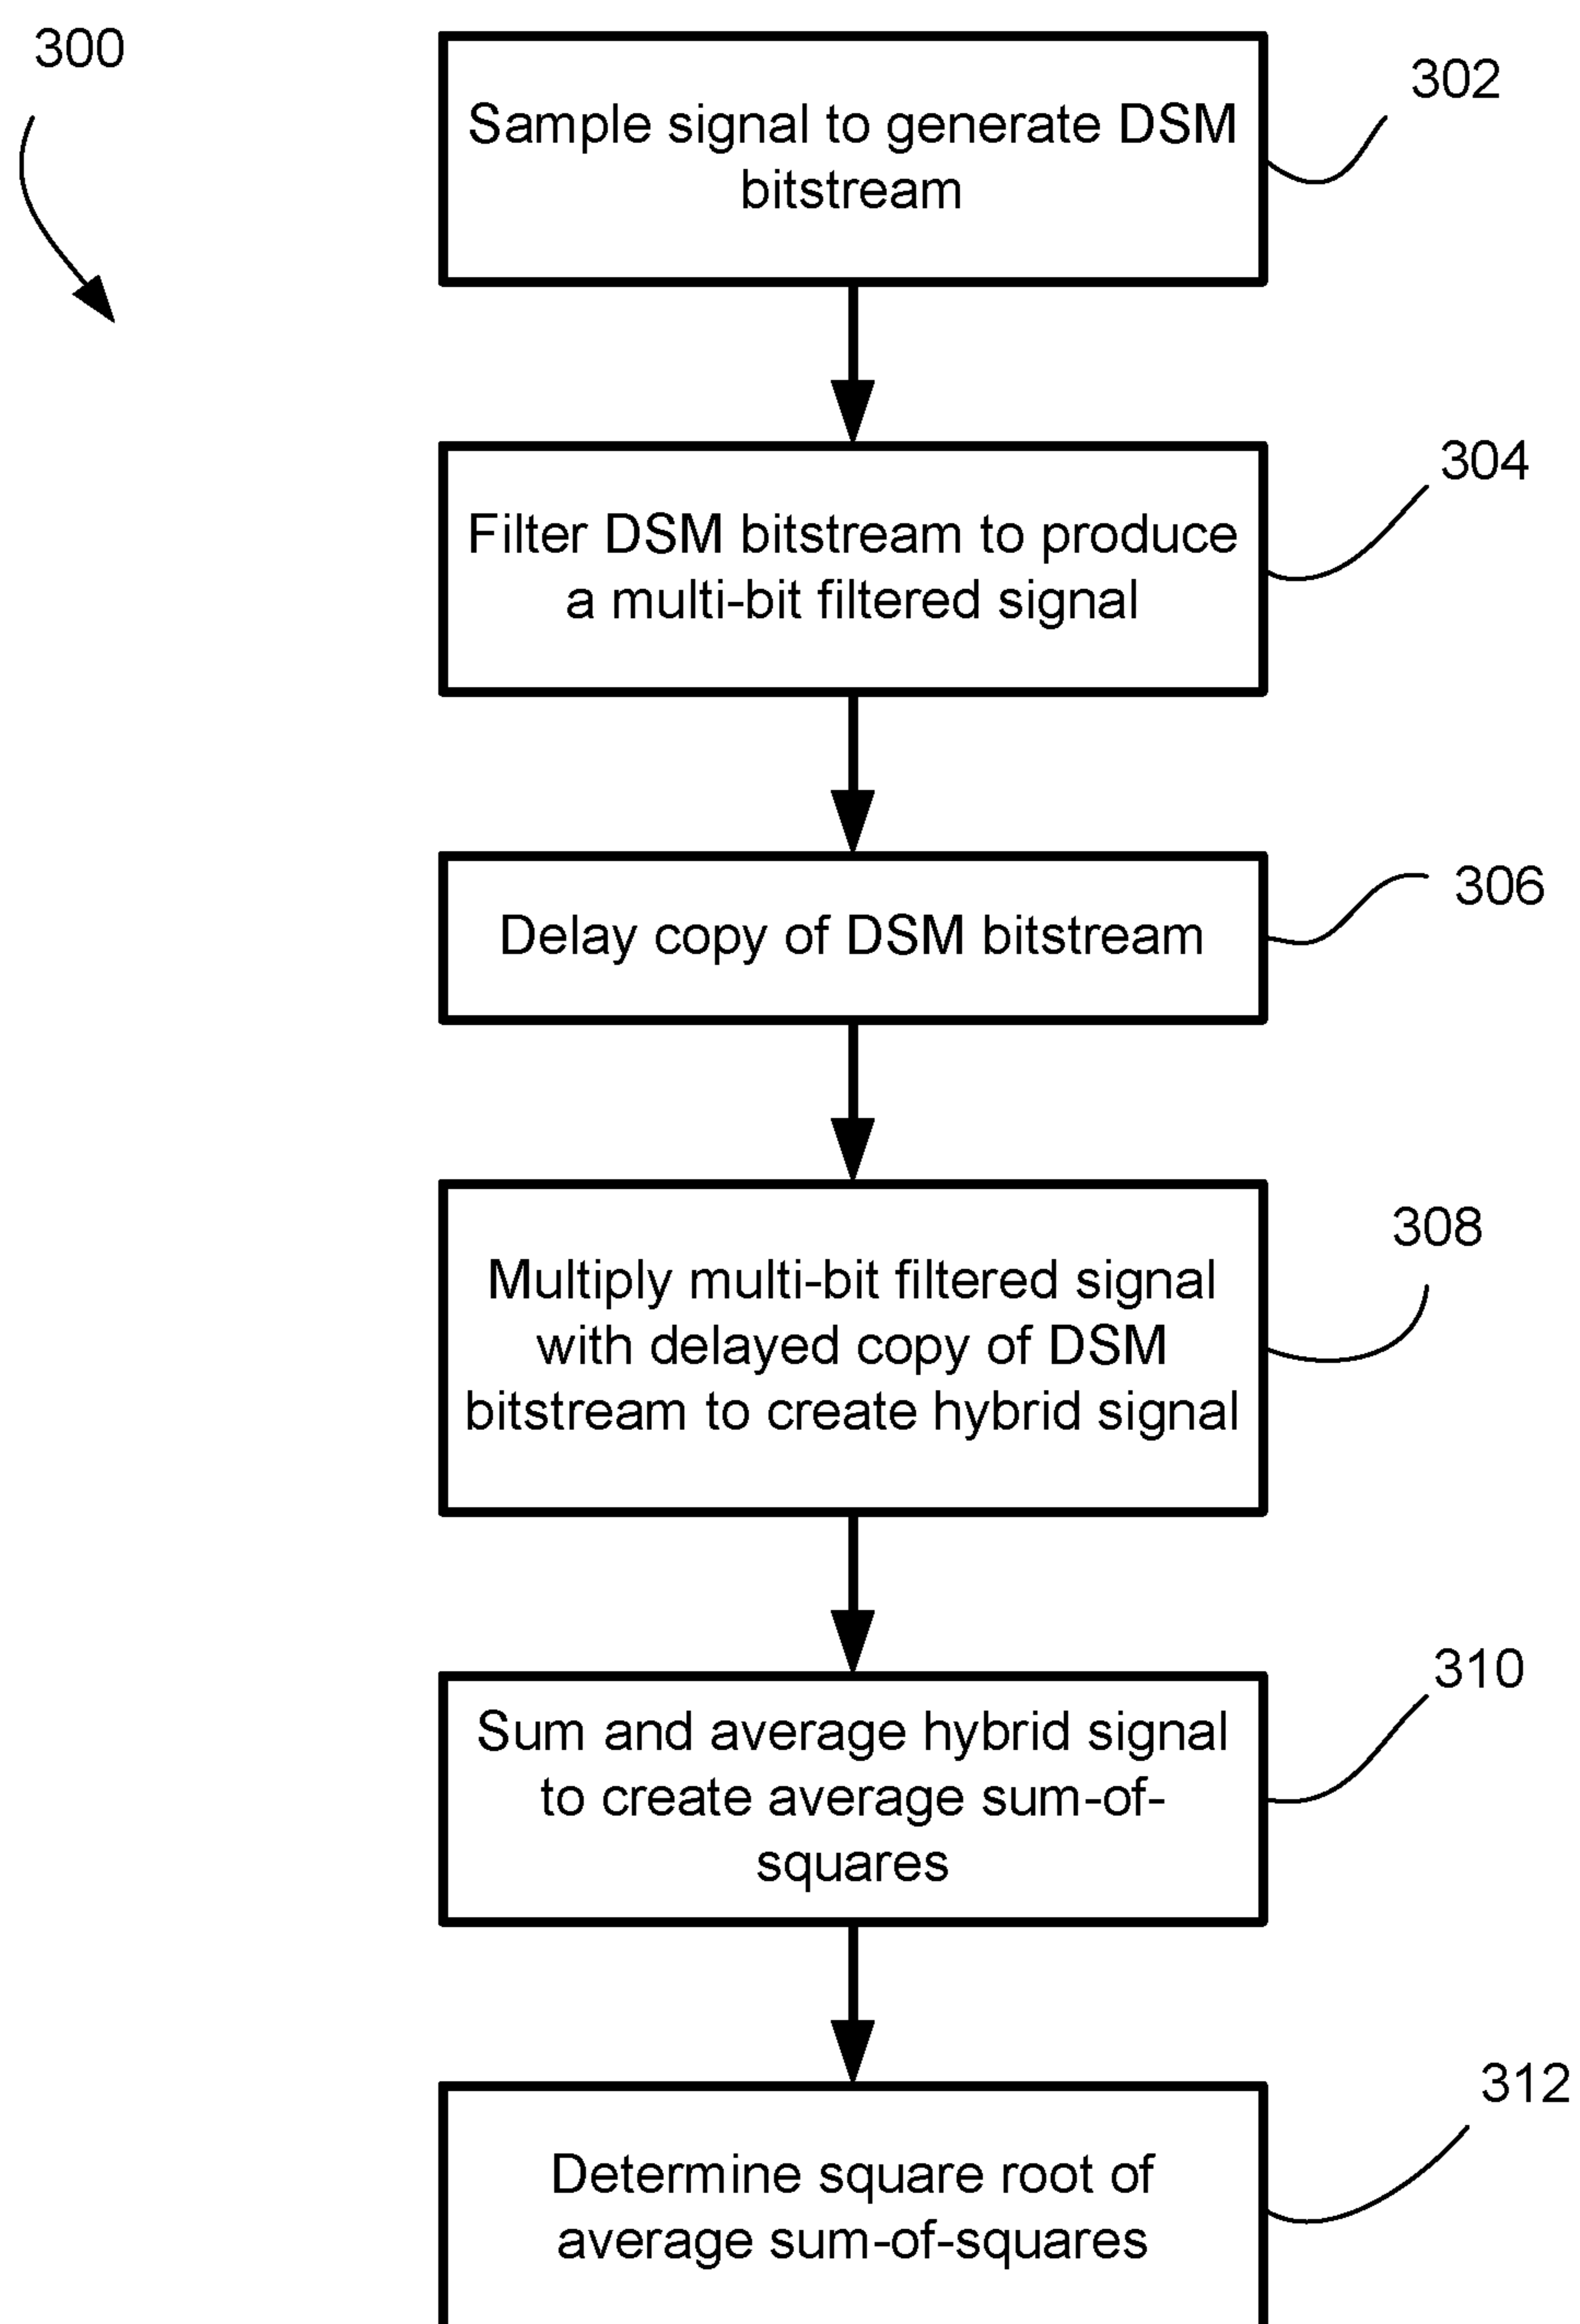 300
302
Sample signal to generate DSM
bitstream
304
Filter DSM bitstream to produce
a multi-bit filtered signal
306
Delay copy of DSM bitstream
308
Multiply multi-bit filtered signal
with delayed copy of DSM
bitstream to create hybrid signal
310
Sum and average hybrid signal
to create average sum-of-
squares
312
Determine square root of
average sum-of-squares